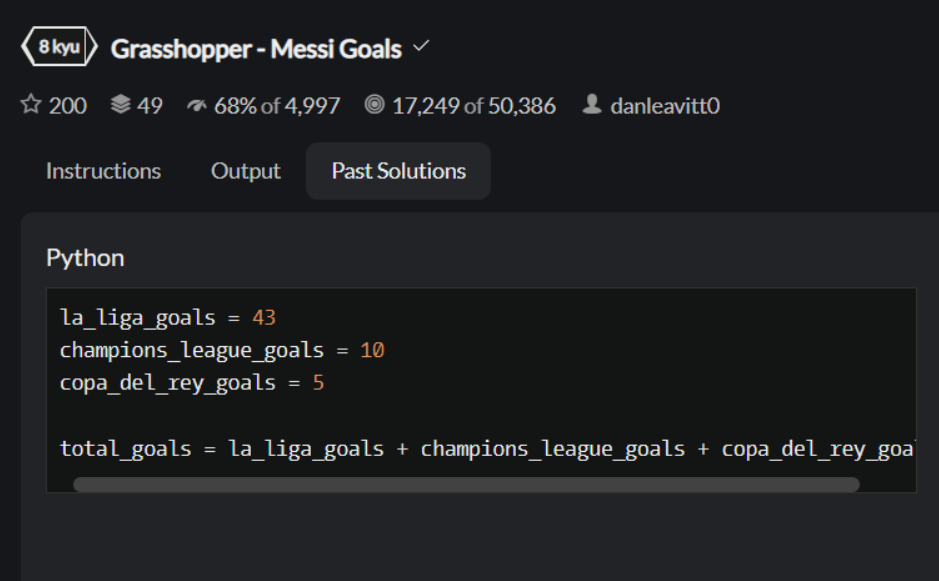 8 kyu Grasshopper - Messi Goals
200 49 68% of 4,997 17,249 of 50,386 danleavitt0
Instructions Output Past Solutions
Python
la_liga_goals = 43
champions_league_goals = 10
copa_del_rey_goals = 5
total_goals = la_liga_goals + champions_league_goals + copa_del_rey_goa